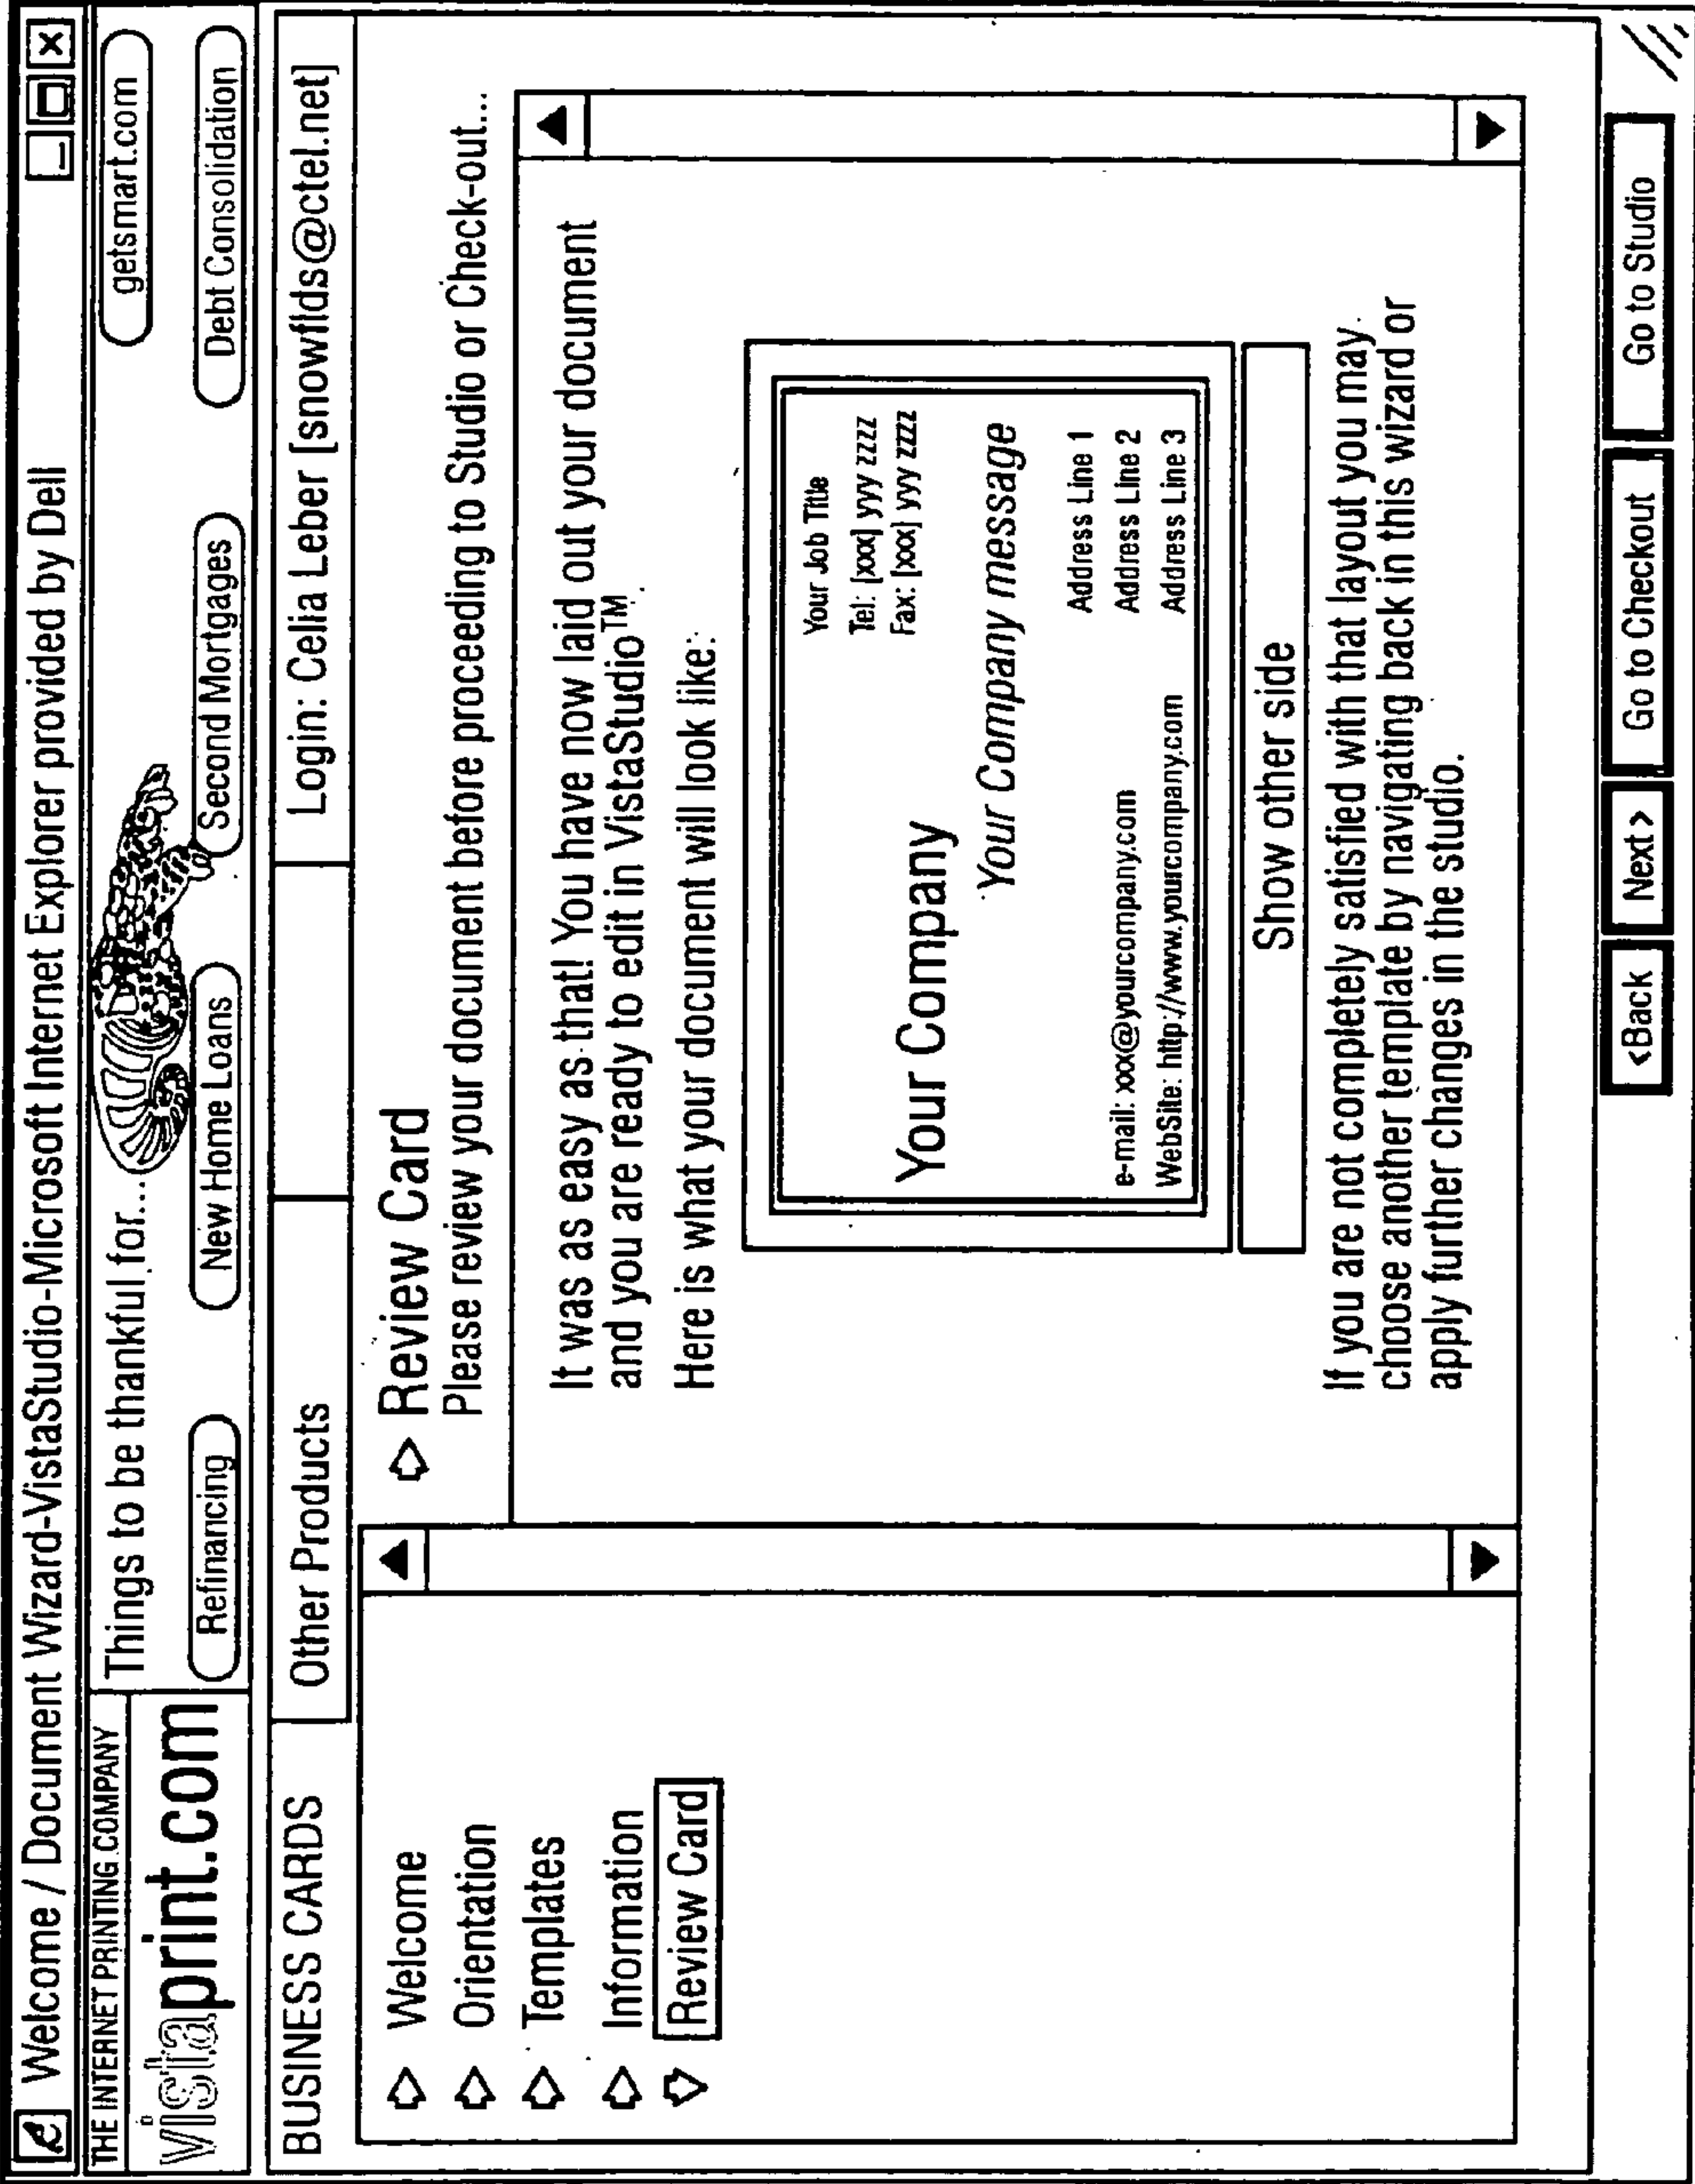 Welcome / Document Wizard-VistaStudio-Microsoft Internet Explorer provided by Dell
THE INTERNET PRINTING COMPANY
vistaprint.com
Things to be thankful for...
getsmart.com
Refinancing
New Home Loans
Second Mortgages
Debt Consolidation
BUSINESS CARDS
Other Products
Login: Celia Leber [snowflds@ctel.net]
Welcome
Orientation
Templates
Information
Review Card
Review Card
Please review your document before proceeding to Studio or Check-out...
It was as easy as that! You have now laid out your document
and you are ready to edit in VistaStudio™.
Here is what your document will look like:
Your Job Title
Tel: [xxx] yyy zzzz
Fax: [xxx] yyy zzzz
Your Company
Your Company message
Address Line 1
e-mail: xxx@yourcompany.com Address Line 2
WebSite: http://www.yourcompany.com Address Line 3
Show other side
If you are not completely satisfied with that layout you may
choose another template by navigating back in this wizard or
apply further changes in the studio.
<Back
Next>
Go to Checkout
Go to Studio